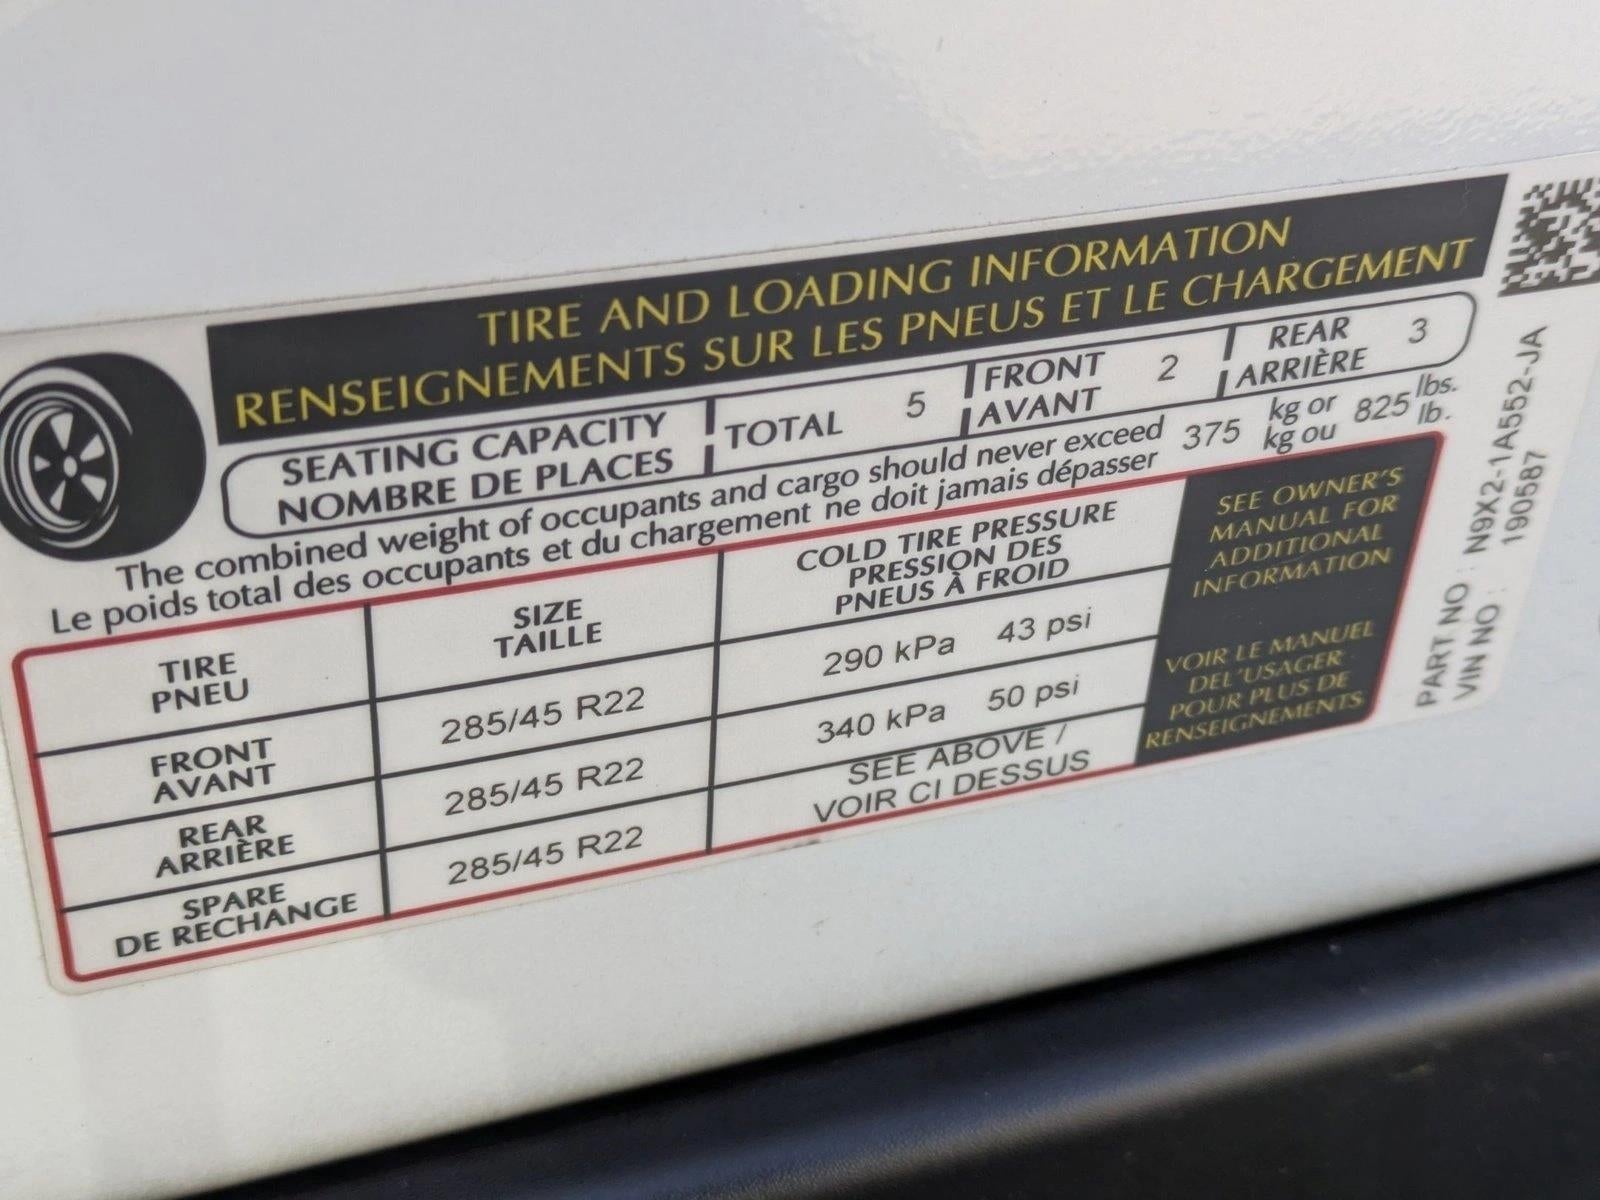 TIRE AND LOADING INFORMATION
RENSEIGNEMENTS SUR LES PNEUS ET LE CHARGEMENT
SEATING CAPACITY
NOMBRE DE PLACES
TOTAL 5
FRONT
AVANT
2
REAR
ARRIÈRE
3
The combined weight of occupants and cargo should never exceed 375 kg or 825 lbs.
Le poids total des occupants et du chargement ne doit jamais dépasser kg ou lb.
TIRE
PNEU
SIZE
TAILLE
COLD TIRE PRESSURE
PRESSION DES
PNEUS À FROID
FRONT
AVANT
285/45 R22
290 kPa 43 psi
REAR
ARRIÈRE
285/45 R22
340 kPa 50 psi
SPARE
DE RECHANGE
285/45 R22
SEE ABOVE /
VOIR CI DESSUS
SEE OWNER'S
MANUAL FOR
ADDITIONAL
INFORMATION
VOIR LE MANUEL
DEL'USAGER
POUR PLUS DE
RENSEIGNEMENTS
PART NO : N9X2-1A552-JA
VIN NO : 190587